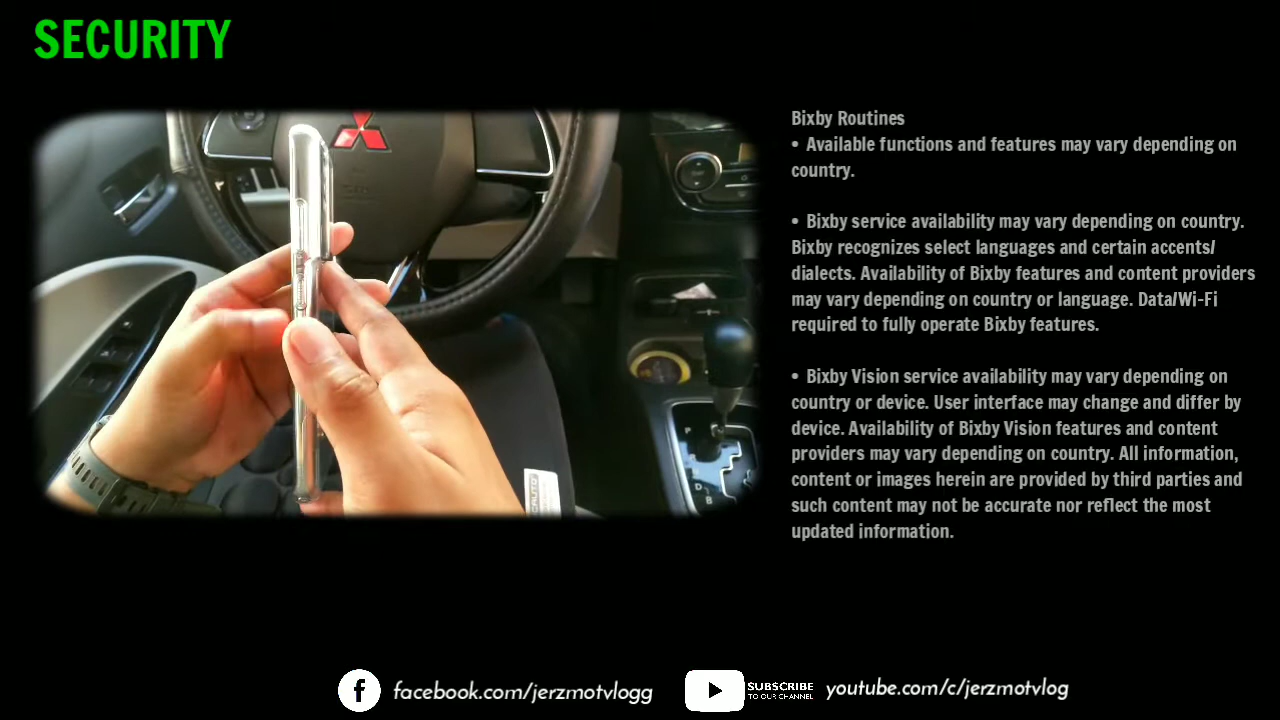 SECURITY
Bixby Routines
• Available functions and features may vary depending on
country.
• Bixby service availability may vary depending on country.
Bixby recognizes select languages and certain accents/
dialects. Availability of Bixby features and content providers
may vary depending on country or language. Data/Wi-Fi
required to fully operate Bixby features.
• Bixby Vision service availability may vary depending on
country or device. User interface may change and differ by
device. Availability of Bixby Vision features and content
providers may vary depending on country. All information,
content or images herein are provided by third parties and
such content may not be accurate nor reflect the most
updated information.
facebook.com/jerzmotvlogg
SUBSCRIBE
TO OUR CHANNEL
youtube.com/c/jerzmotvlog